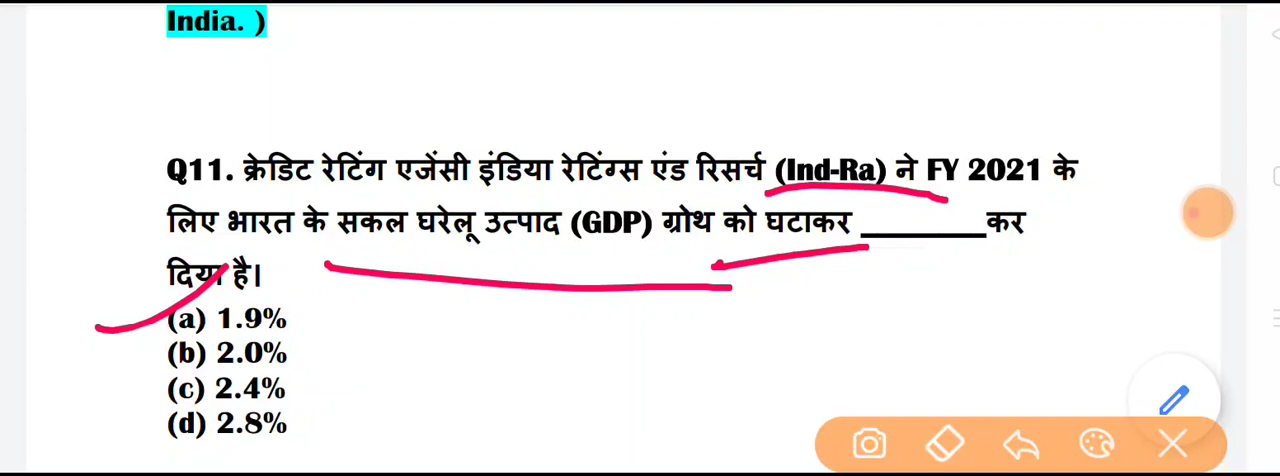 India. )
Q11. क्रेडिट रेटिंग एजेंसी इंडिया रेटिंग्स एंड रिसर्च (Ind-Ra) ने FY 2021 के
लिए भारत के सकल घरेलू उत्पाद (GDP) ग्रोथ को घटाकर ________कर
दिया है।
(a) 1.9%
(b) 2.0%
(c) 2.4%
(d) 2.8%